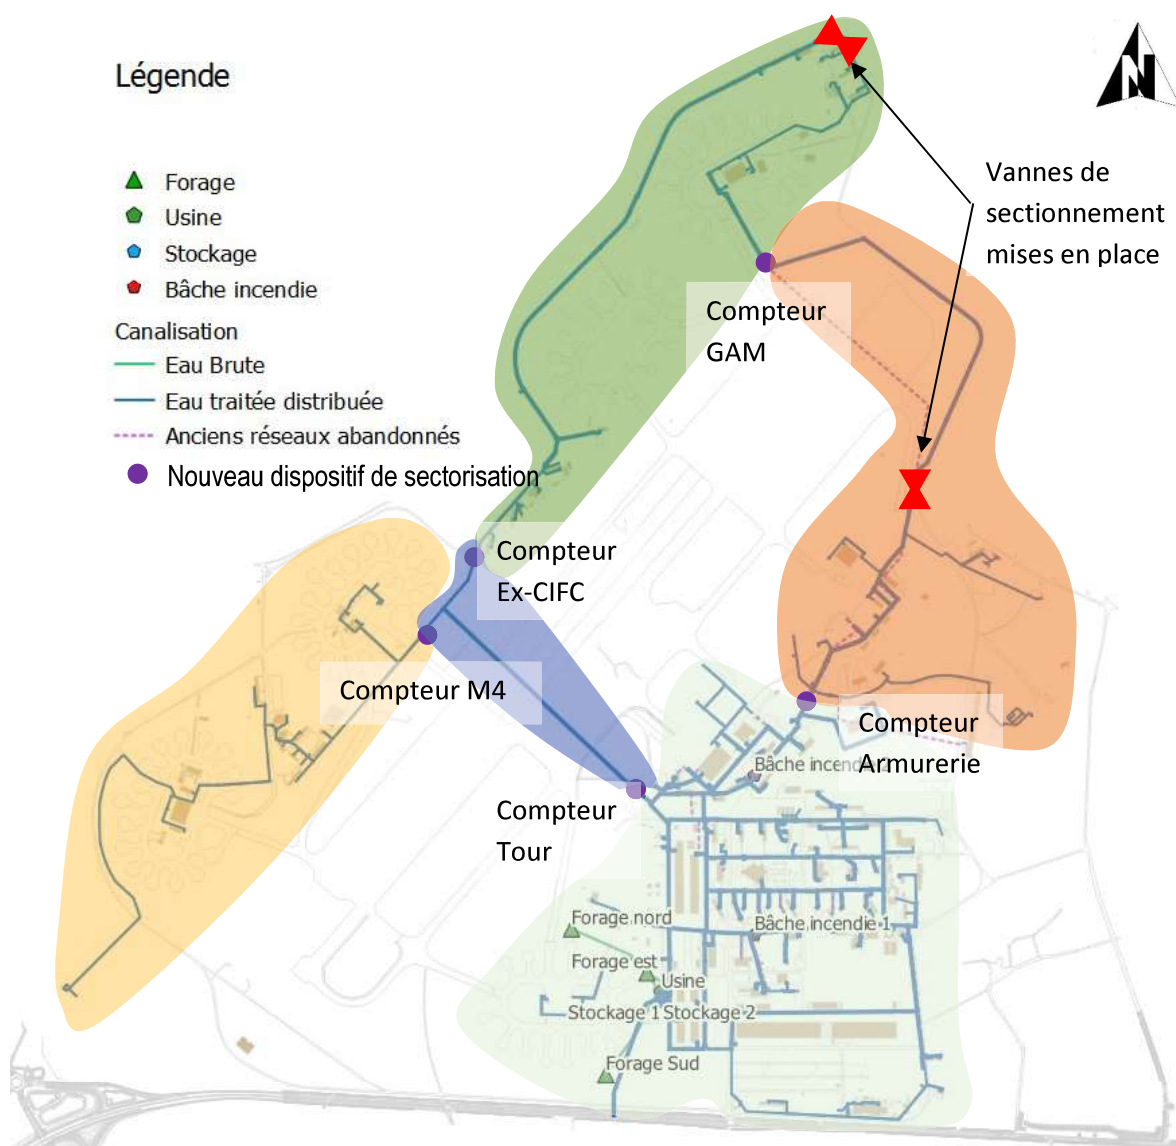 Légende
Forage
Usine
Stockage
Bâche incendie
Canalisation
Eau Brute
Eau traitée distribuée
Anciens réseaux abandonnés
Nouveau dispositif de sectorisation
N
Vannes de
sectionnement
mises en place
Compteur
GAM
Compteur
Ex-CIFC
Compteur M4
Compteur
Armurerie
Bâche incendie
Compteur
Tour
Forage nord
Bâche incendie 1
Forage est
Usine
Stockage 1 Stockage 2
Forage Sud